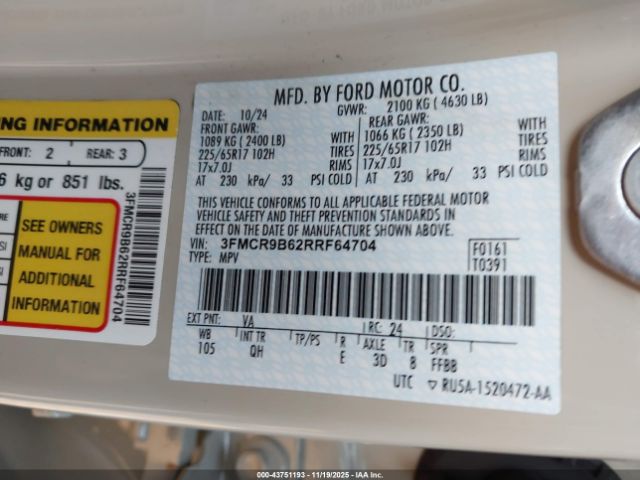 MFD. BY FORD MOTOR CO.
DATE: 10/24 GVWR: 2100 KG ( 4630 LB)
FRONT GAWR: REAR GAWR:
1089 KG ( 2400 LB) WITH 1066 KG ( 2350 LB) WITH
225/65R17 102H TIRES 225/65R17 102H TIRES
17x7.0J RIMS 17x7.0J RIMS
AT 230 kPa/ 33 PSI COLD AT 230 kPa/ 33 PSI COLD
THIS VEHICLE CONFORMS TO ALL APPLICABLE FEDERAL MOTOR
VEHICLE SAFETY AND THEFT PREVENTION STANDARDS IN
EFFECT ON THE DATE OF MANUFACTURE SHOWN ABOVE.
VIN: 3FMCR9B62RRF64704
TYPE: MPV
F0161
T0391
EXT PNT: VA RC: 24 DSO:
WB INT TR TP/PS R AXLE TR SPR
105 QH E 3D 8 FFBB
UTC ▽ RU5A-1520472-AA
NG INFORMATION
FRONT: 2 REAR: 3
6 kg or 851 lbs.
SEE OWNERS
MANUAL FOR
ADDITIONAL
INFORMATION
3FMCR9B62RRF64704
000-43751193 11/19/2025 IAAI.COM